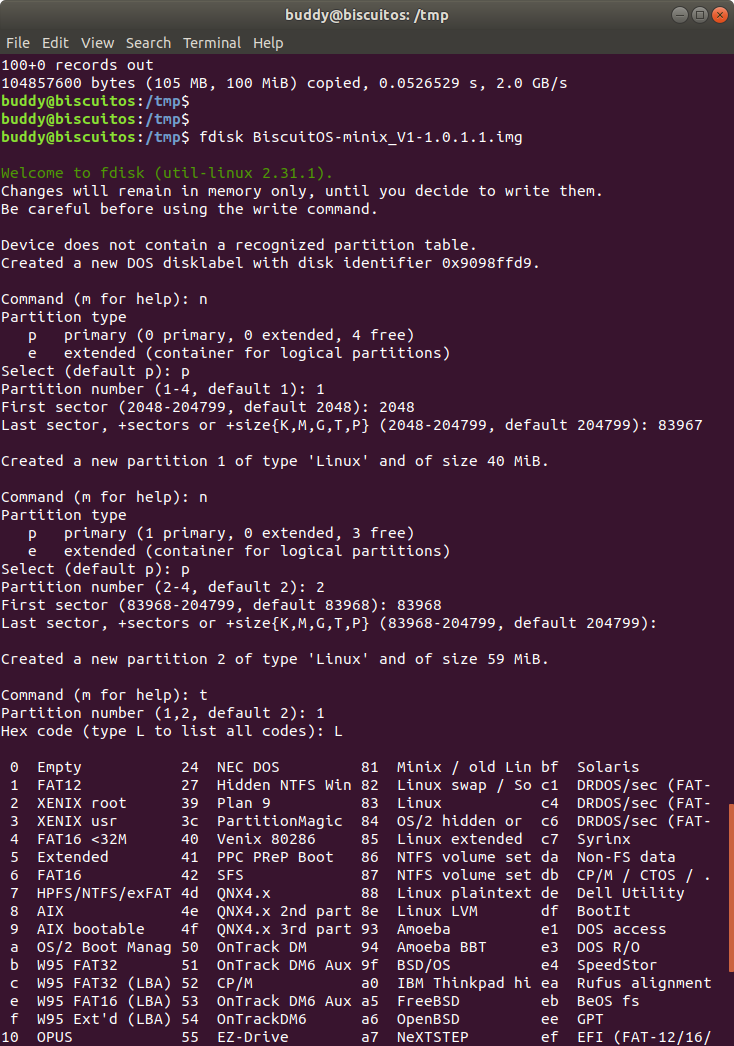 buddy@biscuitos: /tmp
File Edit View Search Terminal Help
100+0 records out
104857600 bytes (105 MB, 100 MiB) copied, 0.0526529 s, 2.0 GB/s
buddy@biscuitos:/tmp$
buddy@biscuitos:/tmp$
buddy@biscuitos:/tmp$ fdisk BiscuitOS-minix_V1-1.0.1.1.img
Welcome to fdisk (util-linux 2.31.1).
Changes will remain in memory only, until you decide to write them.
Be careful before using the write command.
Device does not contain a recognized partition table.
Created a new DOS disklabel with disk identifier 0x9098ffd9.
Command (m for help): n
Partition type
   p   primary (0 primary, 0 extended, 4 free)
   e   extended (container for logical partitions)
Select (default p): p
Partition number (1-4, default 1): 1
First sector (2048-204799, default 2048): 2048
Last sector, +sectors or +size{K,M,G,T,P} (2048-204799, default 204799): 83967
Created a new partition 1 of type 'Linux' and of size 40 MiB.
Command (m for help): n
Partition type
   p   primary (1 primary, 0 extended, 3 free)
   e   extended (container for logical partitions)
Select (default p): p
Partition number (2-4, default 2): 2
First sector (83968-204799, default 83968): 83968
Last sector, +sectors or +size{K,M,G,T,P} (83968-204799, default 204799):
Created a new partition 2 of type 'Linux' and of size 59 MiB.
Command (m for help): t
Partition number (1,2, default 2): 1
Hex code (type L to list all codes): L
 0  Empty           24  NEC DOS         81  Minix / old Lin bf  Solaris
 1  FAT12           27  Hidden NTFS Win 82  Linux swap / So c1  DRDOS/sec (FAT-
 2  XENIX root      39  Plan 9          83  Linux           c4  DRDOS/sec (FAT-
 3  XENIX usr       3c  PartitionMagic  84  OS/2 hidden or  c6  DRDOS/sec (FAT-
 4  FAT16 <32M      40  Venix 80286     85  Linux extended  c7  Syrinx
 5  Extended        41  PPC PReP Boot   86  NTFS volume set da  Non-FS data
 6  FAT16           42  SFS             87  NTFS volume set db  CP/M / CTOS / .
 7  HPFS/NTFS/exFAT 4d  QNX4.x          88  Linux plaintext de  Dell Utility
 8  AIX             4e  QNX4.x 2nd part 8e  Linux LVM       df  BootIt
 9  AIX bootable    4f  QNX4.x 3rd part 93  Amoeba          e1  DOS access
 a  OS/2 Boot Manag 50  OnTrack DM      94  Amoeba BBT      e3  DOS R/O
 b  W95 FAT32       51  OnTrack DM6 Aux 9f  BSD/OS          e4  SpeedStor
 c  W95 FAT32 (LBA) 52  CP/M            a0  IBM Thinkpad hi ea  Rufus alignment
 e  W95 FAT16 (LBA) 53  OnTrack DM6 Aux a5  FreeBSD         eb  BeOS fs
 f  W95 Ext'd (LBA) 54  OnTrackDM6      a6  OpenBSD         ee  GPT
10  OPUS            55  EZ-Drive        a7  NeXTSTEP        ef  EFI (FAT-12/16/